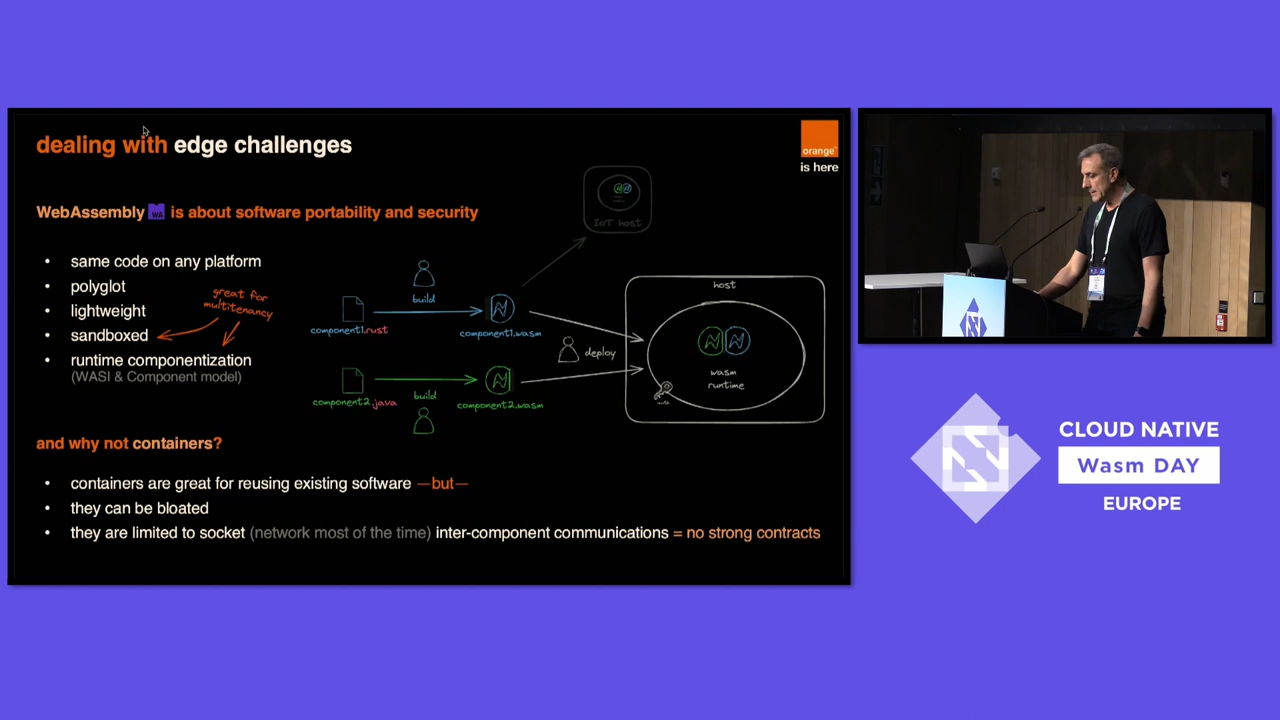 dealing with edge challenges
orange™
is here
WebAssembly WA is about software portability and security
• same code on any platform
• polyglot
• lightweight
• sandboxed
• runtime componentization
(WASI & Component model)
great for
multitenancy
build
component1.rust
component1.wasm
component2.java
build
component2.wasm
deploy
IoT host
host
wasm
runtime
and why not containers?
• containers are great for reusing existing software —but—
• they can be bloated
• they are limited to socket (network most of the time) inter-component communications = no strong contracts
CLOUD NATIVE
Wasm DAY
EUROPE